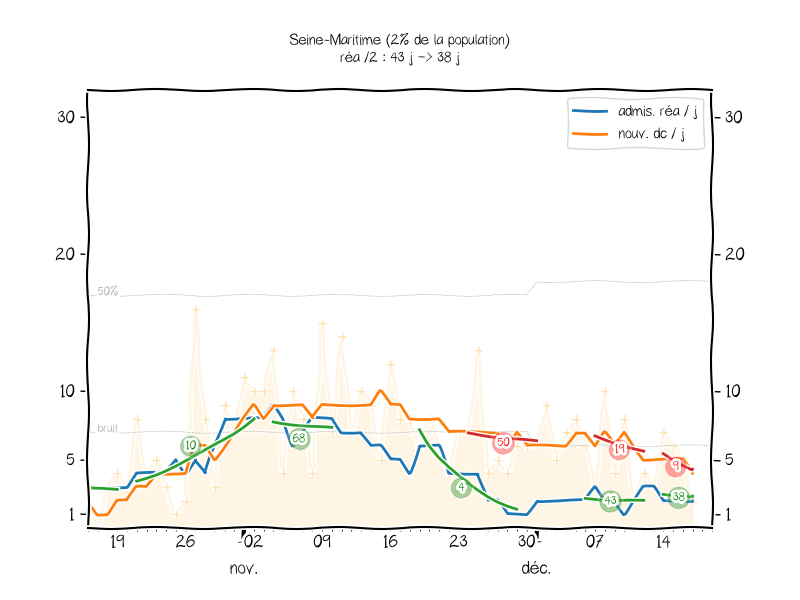 Seine-Maritime (2% de la population)
réa /2 : 43 j -> 38 j
admis. réa / j
nouv. dc / j
30 30
20 20
50%
10 10
bruit
10 68 50 19 9
5 5
4 43 38
1 1
19 26 02 09 16 23 30 07 14
nov. déc.